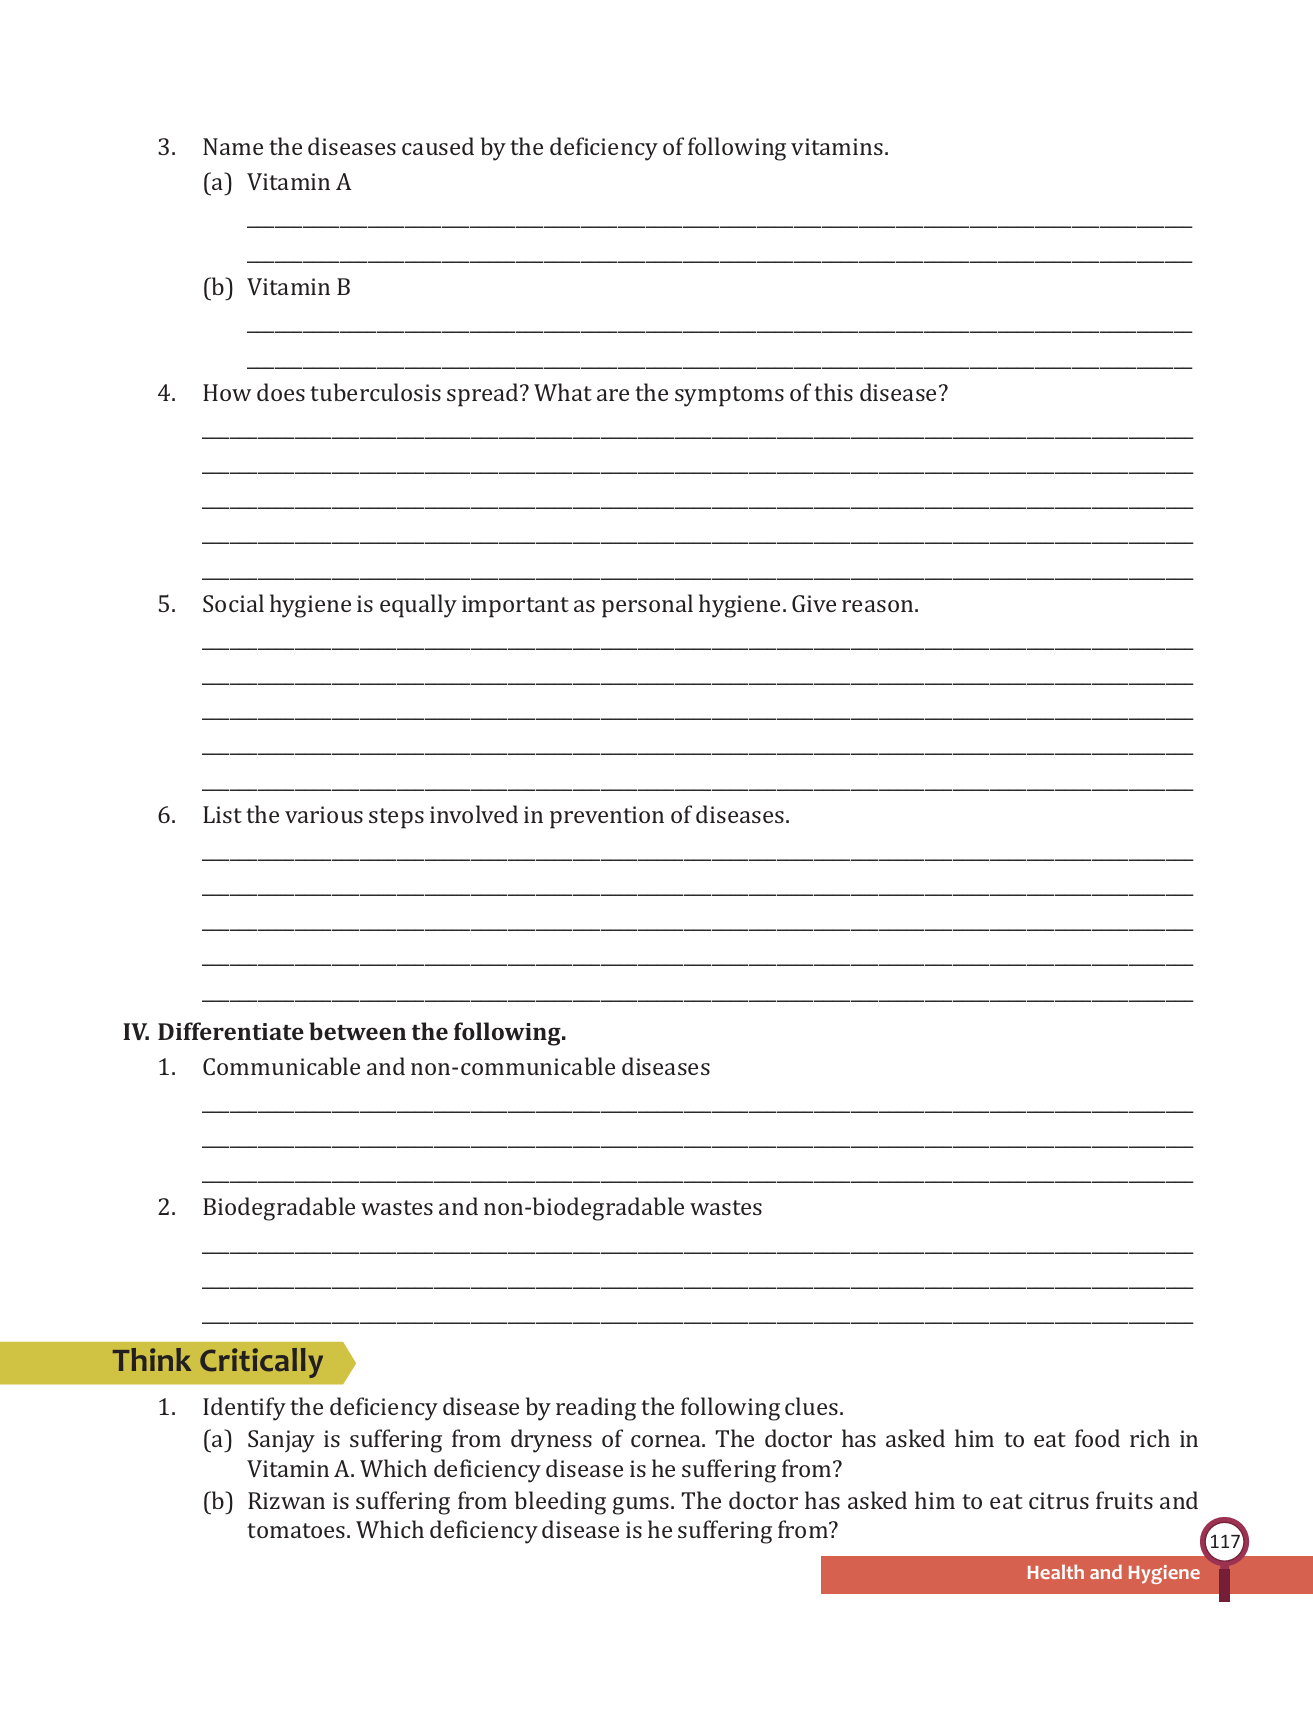 3. Name the diseases caused by the deficiency of following vitamins.
(a) Vitamin A
(b) Vitamin B
4. How does tuberculosis spread? What are the symptoms of this disease?
5. Social hygiene is equally important as personal hygiene. Give reason.
6. List the various steps involved in prevention of diseases.
IV. Differentiate between the following.
1. Communicable and non-communicable diseases
2. Biodegradable wastes and non-biodegradable wastes
Think Critically
1. Identify the deficiency disease by reading the following clues.
(a) Sanjay is suffering from dryness of cornea. The doctor has asked him to eat food rich in
Vitamin A. Which deficiency disease is he suffering from?
(b) Rizwan is suffering from bleeding gums. The doctor has asked him to eat citrus fruits and
tomatoes. Which deficiency disease is he suffering from?
117
Health and Hygiene